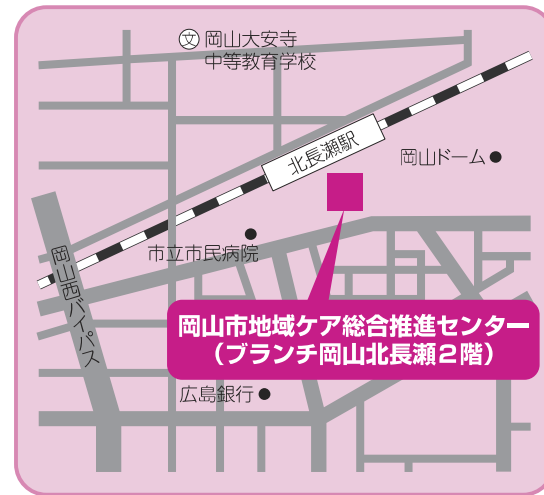 文 岡山大安寺
中等教育学校
北長瀬駅
岡山ドーム
市立市民病院
岡山西バイパス
岡山市地域ケア総合推進センター
（ブランチ岡山北長瀬２階）
広島銀行